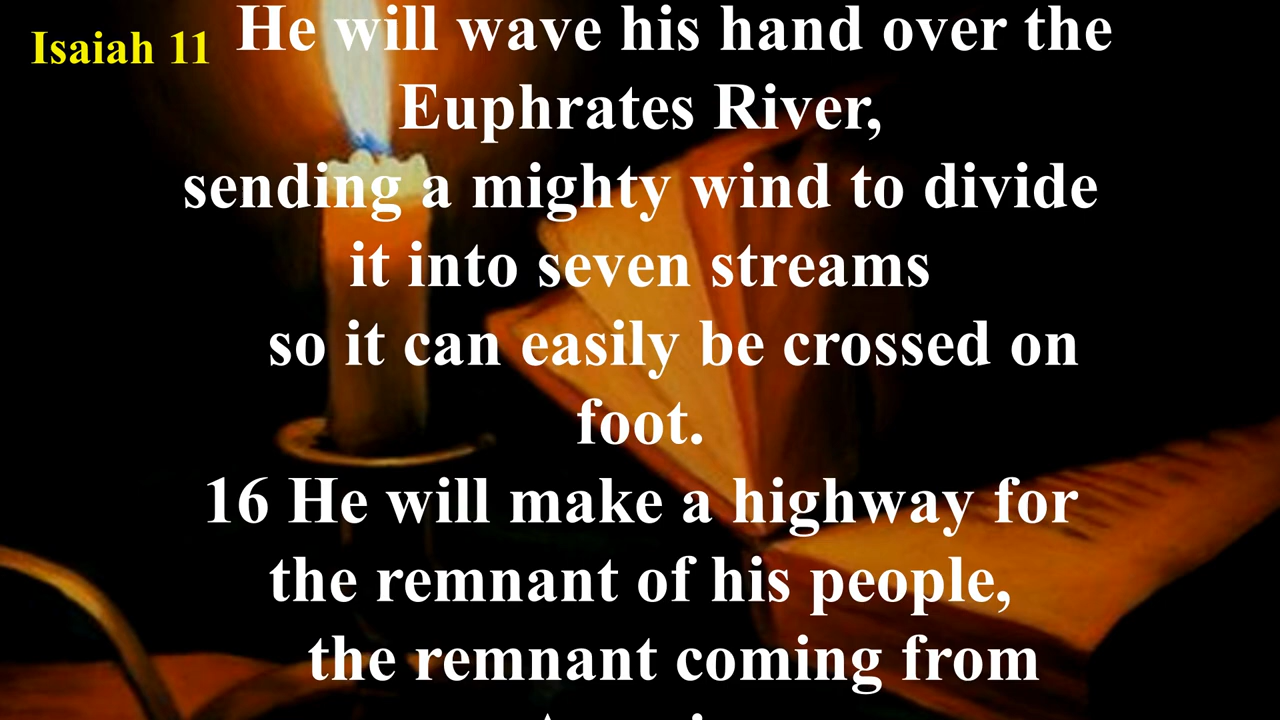 Isaiah 11
He will wave his hand over the
Euphrates River,
sending a mighty wind to divide
it into seven streams
so it can easily be crossed on
foot.
16 He will make a highway for
the remnant of his people,
the remnant coming from